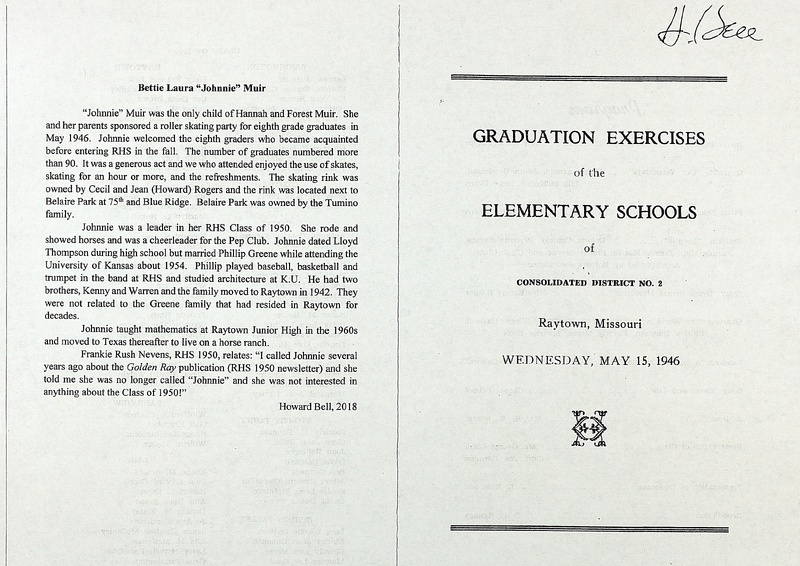 Bettie Laura “Johnnie” Muir
“Johnnie” Muir was the only child of Hannah and Forest Muir. She
and her parents sponsored a roller skating party for eighth grade graduates in
May 1946. Johnnie welcomed the eighth graders who became acquainted
before entering RHS in the fall. The number of graduates numbered more
than 90. It was a generous act and we who attended enjoyed the use of skates,
skating for an hour or more, and the refreshments. The skating rink was
owned by Cecil and Jean (Howard) Rogers and the rink was located next to
Belaire Park at 75th and Blue Ridge. Belaire Park was owned by the Tumino
family.
Johnnie was a leader in her RHS Class of 1950. She rode and
showed horses and was a cheerleader for the Pep Club. Johnnie dated Lloyd
Thompson during high school but married Phillip Greene while attending the
University of Kansas about 1954. Phillip played baseball, basketball and
trumpet in the band at RHS and studied architecture at K.U. He had two
brothers, Kenny and Warren and the family moved to Raytown in 1942. They
were not related to the Greene family that had resided in Raytown for
decades.
Johnnie taught mathematics at Raytown Junior High in the 1960s
and moved to Texas thereafter to live on a horse ranch.
Frankie Rush Nevens, RHS 1950, relates: “I called Johnnie several
years ago about the Golden Ray publication (RHS 1950 newsletter) and she
told me she was no longer called “Johnnie” and she was not interested in
anything about the Class of 1950!”
Howard Bell, 2018
H. Bell
GRADUATION EXERCISES
of the
ELEMENTARY SCHOOLS
of
CONSOLIDATED DISTRICT NO. 2
Raytown, Missouri
WEDNESDAY, MAY 15, 1946